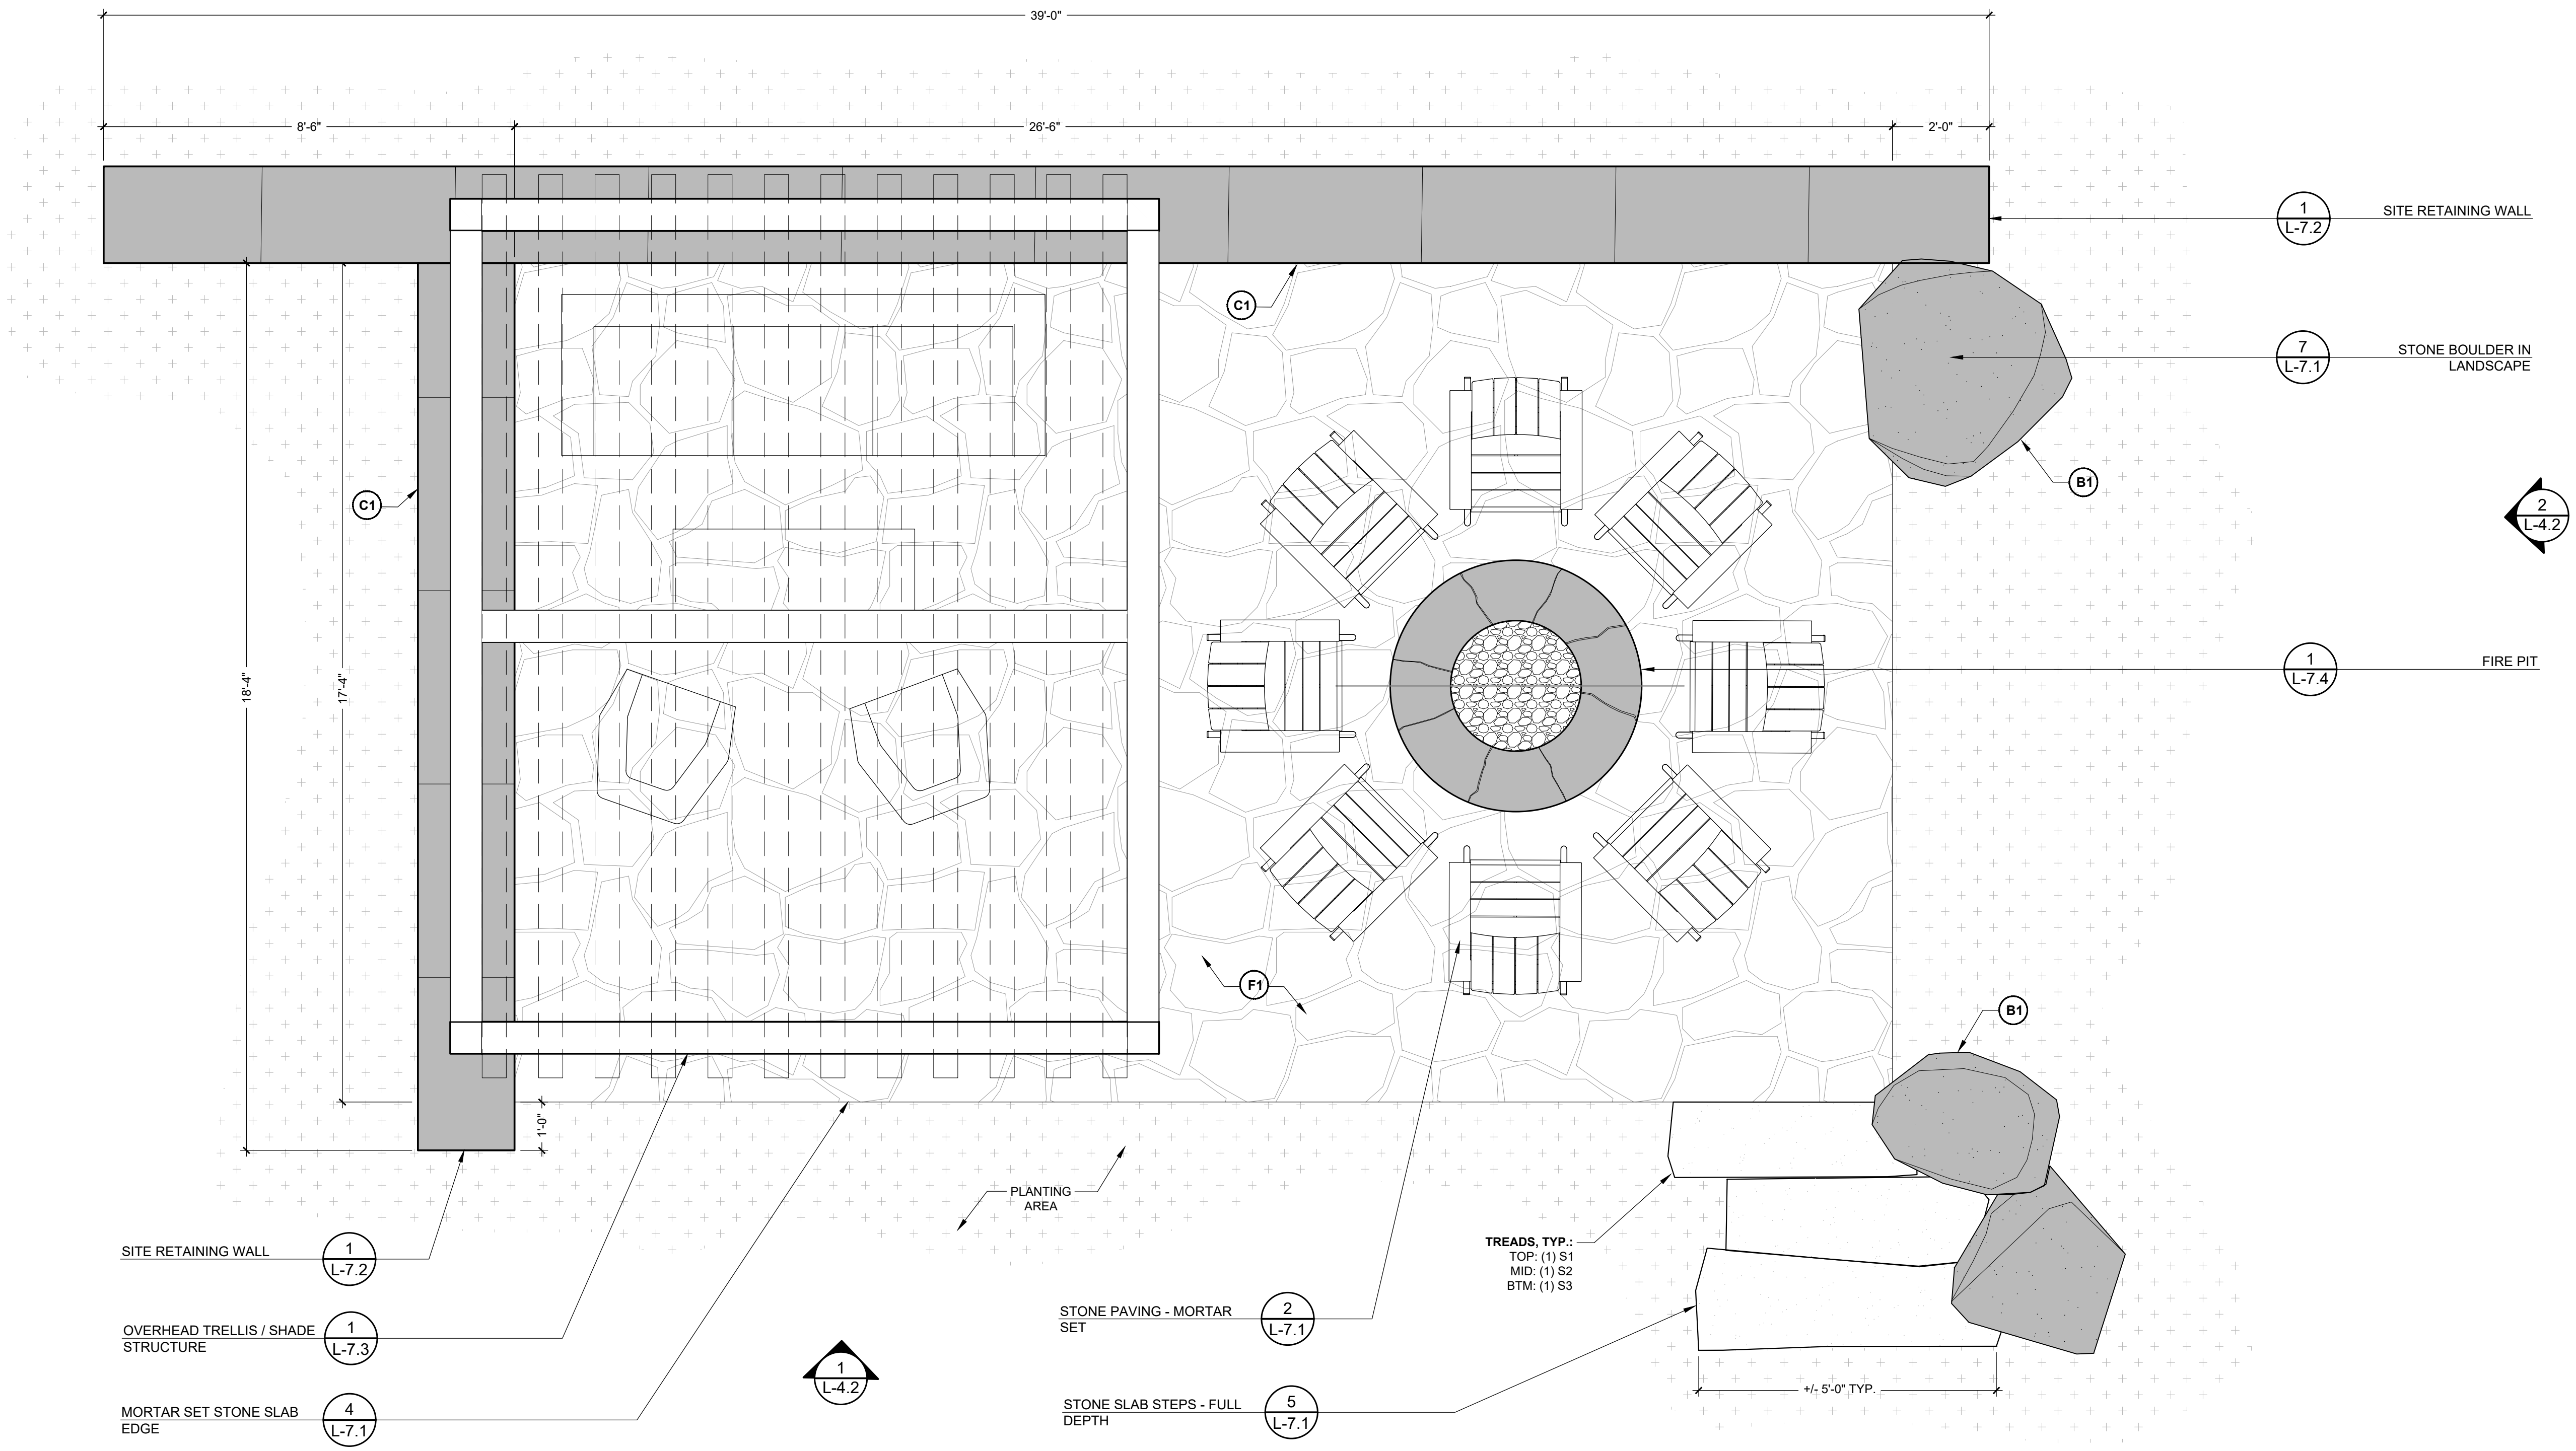 39'-0"
8'-6"
26'-6"
2'-0"
1
L-7.2
SITE RETAINING WALL
C1
7
L-7.1
STONE BOULDER IN
LANDSCAPE
B1
C1
2
L-4.2
1
L-7.4
FIRE PIT
18'-4"
17'-4"
F1
B1
1'-0"
PLANTING
AREA
SITE RETAINING WALL
1
L-7.2
TREADS, TYP.:
TOP: (1) S1
MID: (1) S2
BTM: (1) S3
OVERHEAD TRELLIS / SHADE
STRUCTURE
1
L-7.3
STONE PAVING - MORTAR
SET
2
L-7.1
1
L-4.2
+/- 5'-0" TYP.
MORTAR SET STONE SLAB
EDGE
4
L-7.1
STONE SLAB STEPS - FULL
DEPTH
5
L-7.1